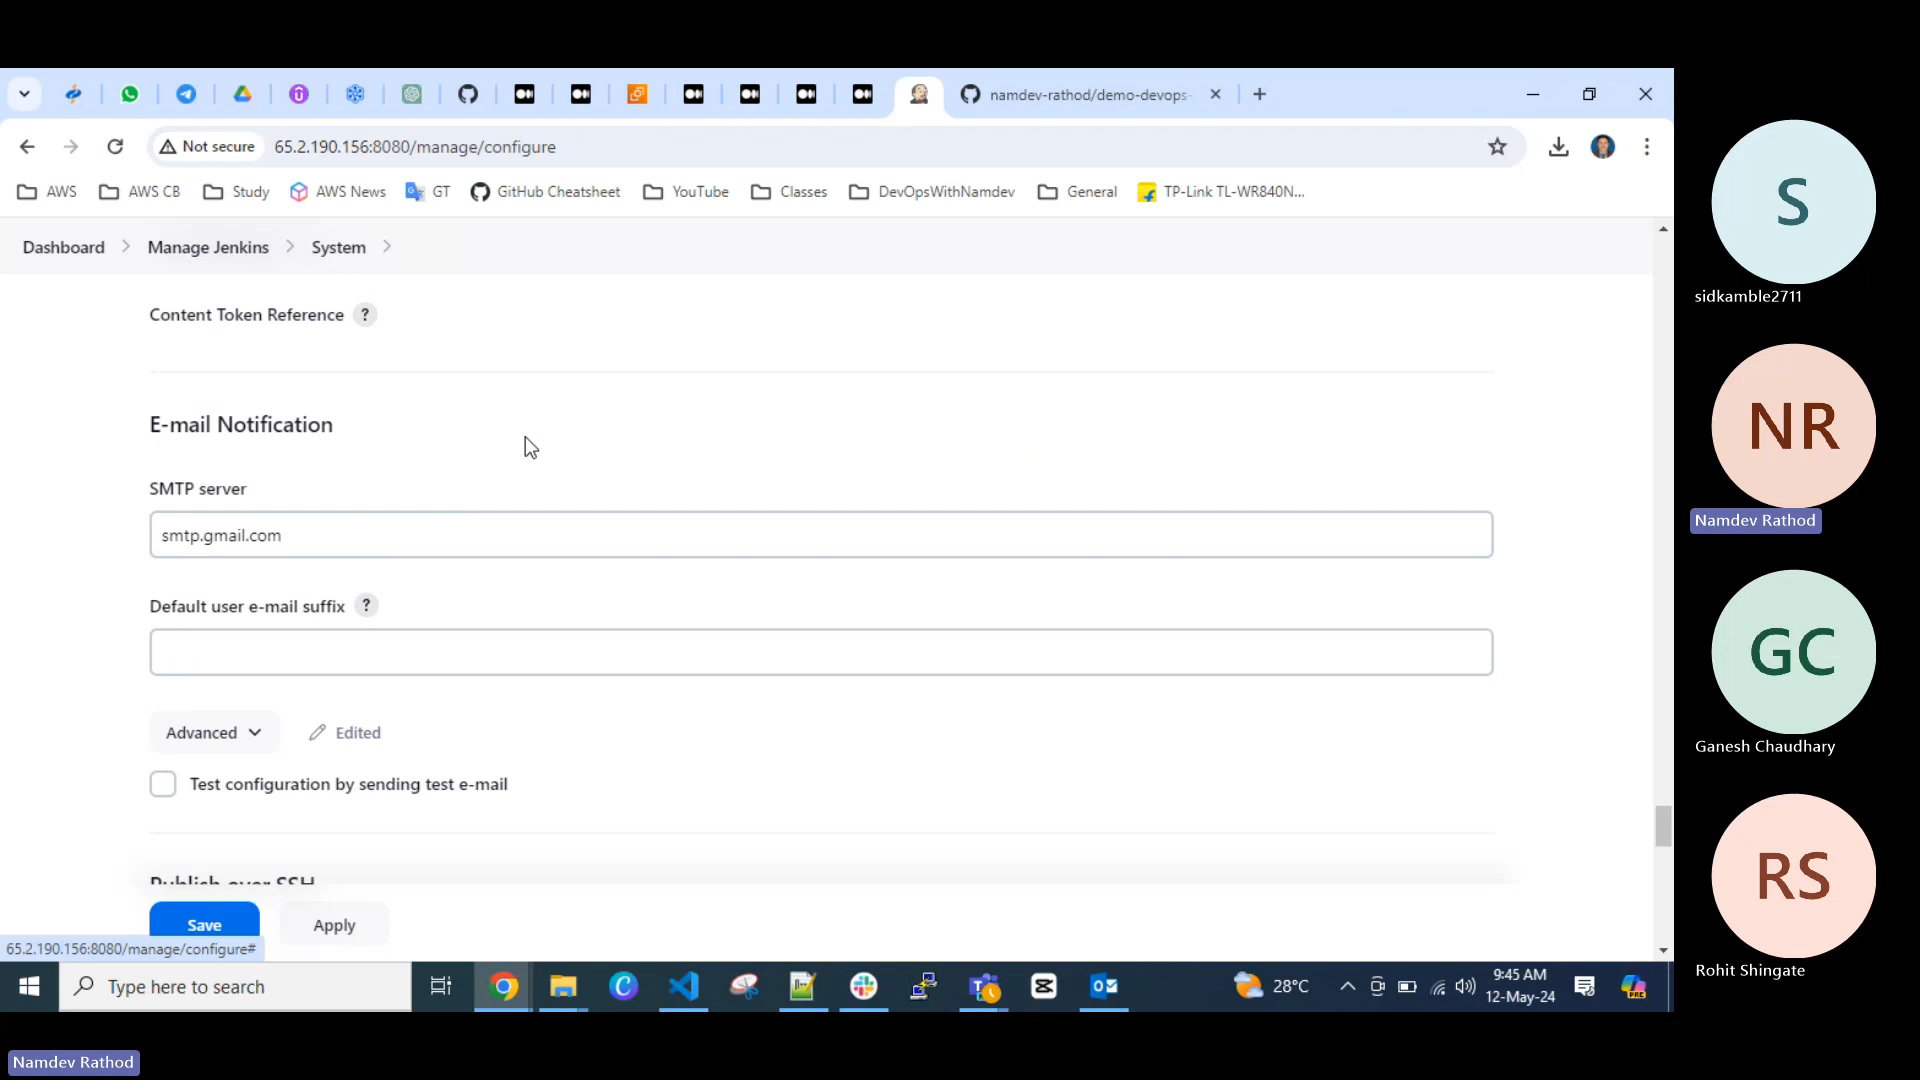 namdev-rathod/demo-devops-
Not secure
65.2.190.156:8080/manage/configure
AWS
AWS CB
Study
AWS News
GT
GitHub Cheatsheet
YouTube
Classes
DevOpsWithNamdev
General
TP-Link TL-WR840N...
Dashboard
Manage Jenkins
System
Content Token Reference ?
E-mail Notification
SMTP server
smtp.gmail.com
Default user e-mail suffix ?
Advanced
Edited
Test configuration by sending test e-mail
Publish over SSH
Save
Apply
65.2.190.156:8080/manage/configure#
Type here to search
28°C
9:45 AM
12-May-24
S
sidkamble2711
NR
Namdev Rathod
GC
Ganesh Chaudhary
RS
Rohit Shingate
Namdev Rathod